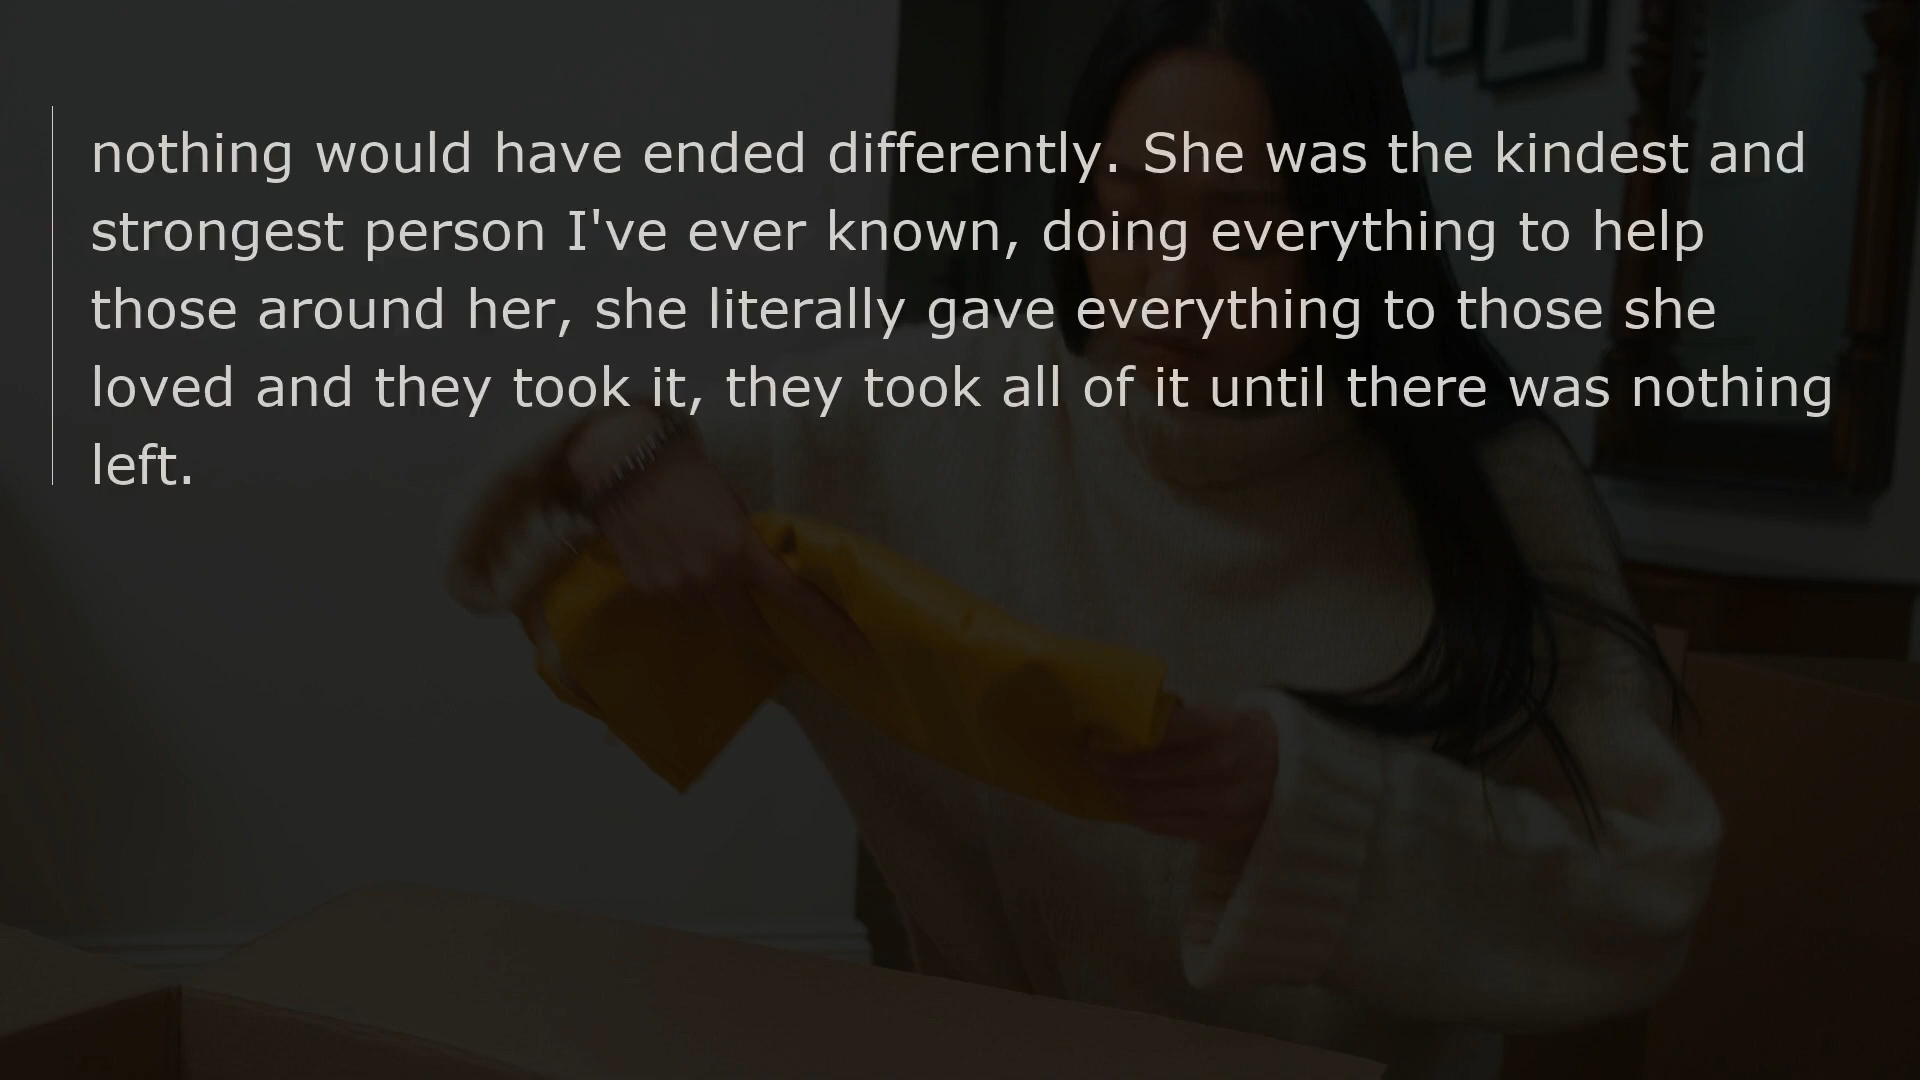 nothing would have ended differently. She was the kindest and
strongest person I've ever known, doing everything to help
those around her, she literally gave everything to those she
loved and they took it, they took all of it until there was nothing
left.